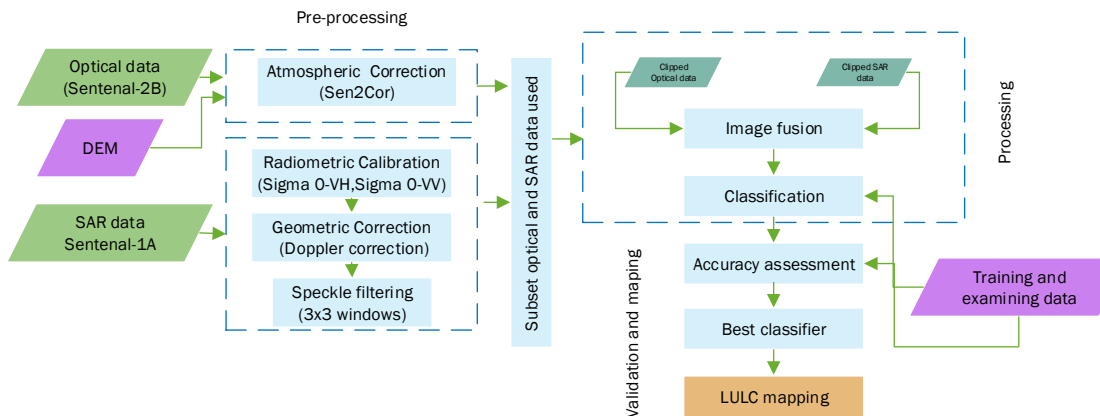 Pre-processing
Optical data
(Sentenal-2B)
Atmospheric Correction
(Sen2Cor)
DEM
Radiometric Calibration
(Sigma 0-VH,Sigma 0-VV)
SAR data
Sentenal-1A
Geometric Correction
(Doppler correction)
Speckle filtering
(3x3 windows)
Subset optical and SAR data used
Clipped
Optical data
Clipped SAR
data
Image fusion
Classification
Processing
Accuracy assessment
Training and
examining data
Best classifier
LULC mapping
Validation and maping